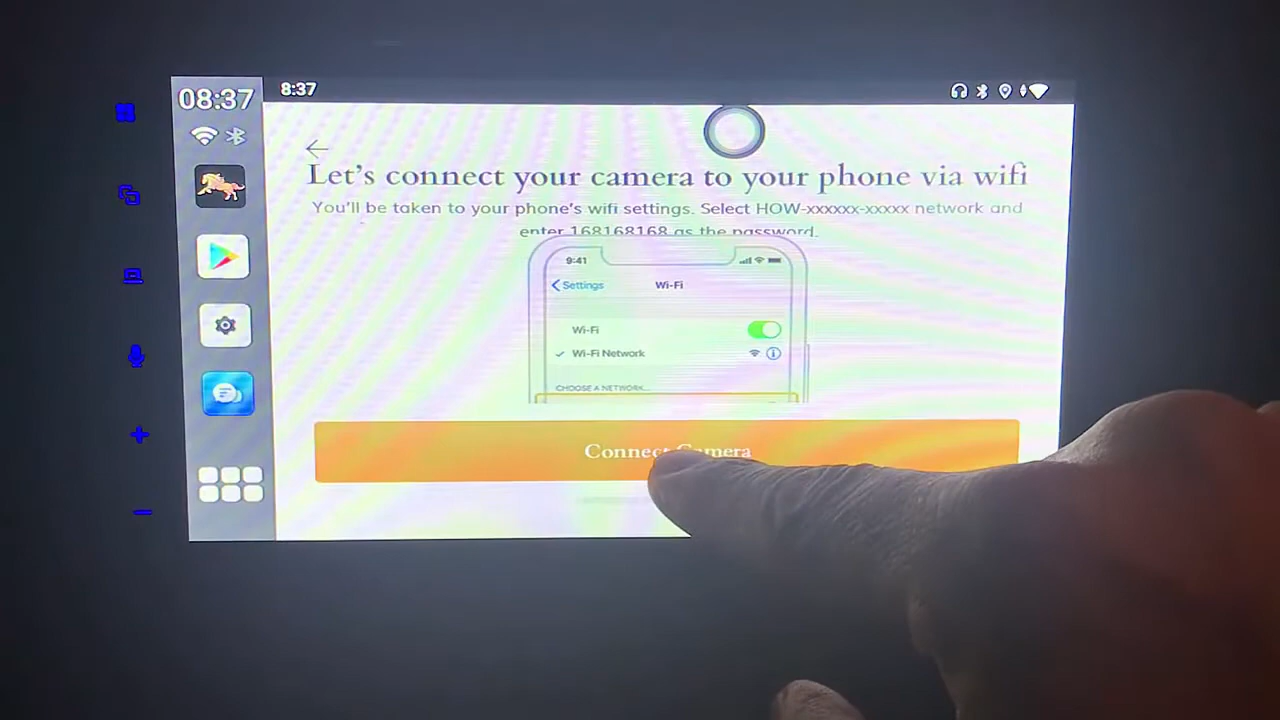 08:37
8:37
Let's connect your camera to your phone via wifi
You'll be taken to your phone's wifi settings. Select HOW-xxxxxx-xxxxx network and
enter 168168168 as the password.
9:41
Settings
Wi-Fi
Wi-Fi
Wi-Fi Network
CHOOSE A NETWORK...
Connect Camera